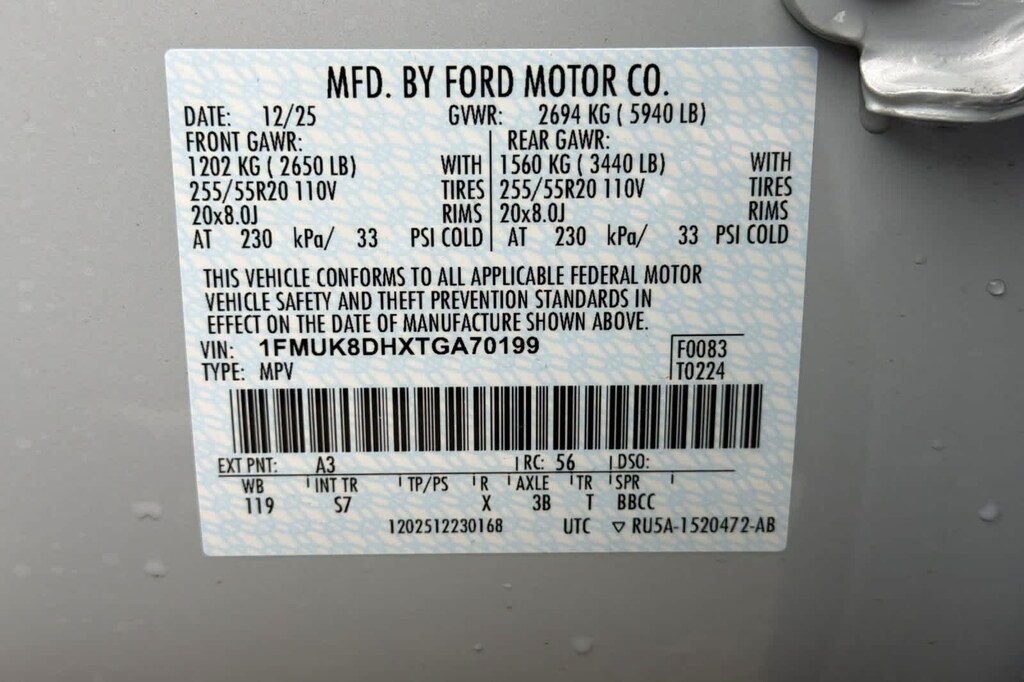 MFD. BY FORD MOTOR CO.
DATE: 12/25 GVWR: 2694 KG ( 5940 LB)
FRONT GAWR: REAR GAWR:
1202 KG ( 2650 LB) WITH 1560 KG ( 3440 LB) WITH
255/55R20 110V TIRES 255/55R20 110V TIRES
20x8.0J RIMS 20x8.0J RIMS
AT 230 kPa/ 33 PSI COLD AT 230 kPa/ 33 PSI COLD
THIS VEHICLE CONFORMS TO ALL APPLICABLE FEDERAL MOTOR
VEHICLE SAFETY AND THEFT PREVENTION STANDARDS IN
EFFECT ON THE DATE OF MANUFACTURE SHOWN ABOVE.
VIN: 1FMUK8DHXTGA70199 F0083
TYPE: MPV T0224
EXT PNT: A3 RC: 56 DSO:
WB INT TR TP/PS R AXLE TR SPR
119 S7 X 3B T BBCC
1202512230168 UTC ▽ RU5A-1520472-AB